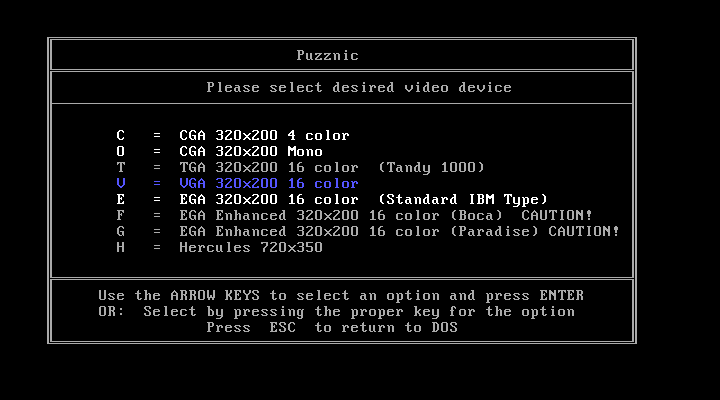 Puzznic
Please select desired video device
C = CGA 320x200 4 color
O = CGA 320x200 Mono
T = TGA 320x200 16 color (Tandy 1000)
V = VGA 320x200 16 color
E = EGA 320x200 16 color (Standard IBM Type)
F = EGA Enhanced 320x200 16 color (Boca) CAUTION!
G = EGA Enhanced 320x200 16 color (Paradise) CAUTION!
H = Hercules 720x350
Use the ARROW KEYS to select an option and press ENTER
OR: Select by pressing the proper key for the option
Press ESC to return to DOS